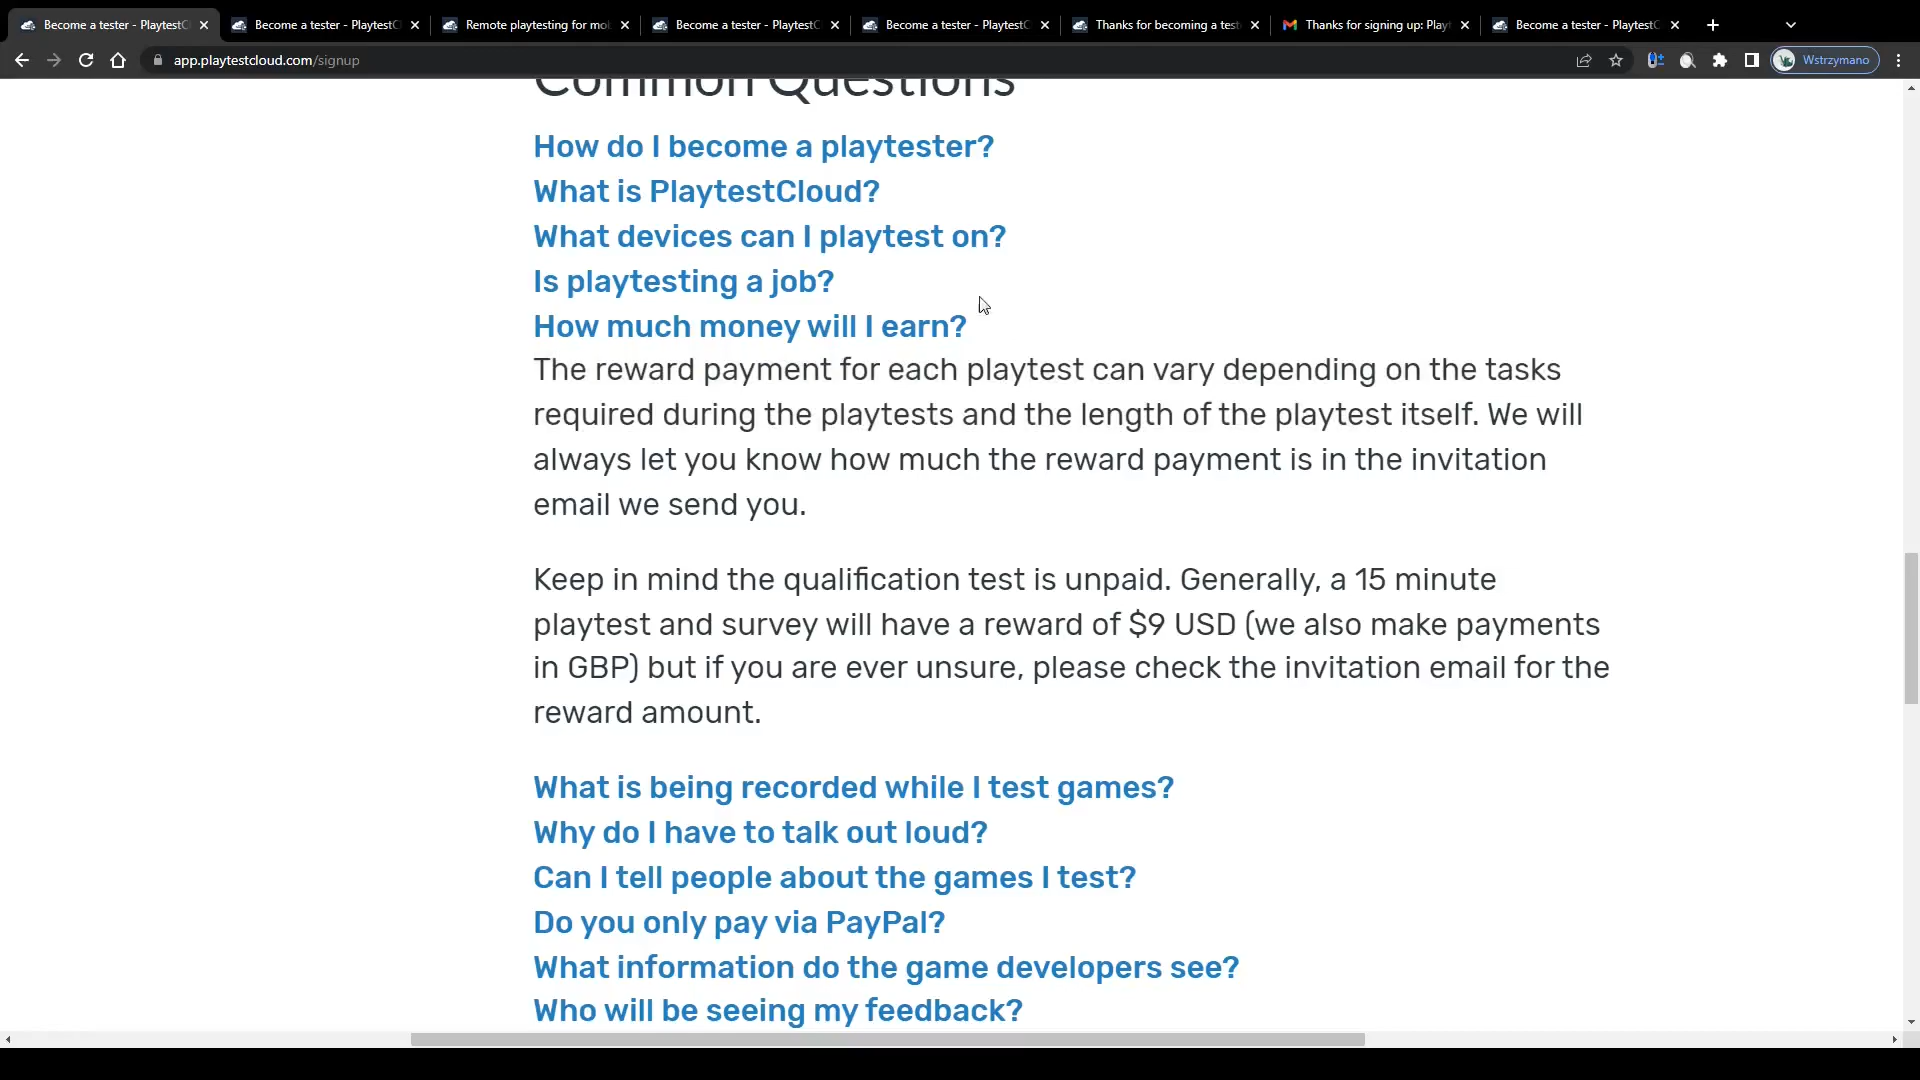 Become a tester - PlaytestC
Become a tester - PlaytestC
Remote playtesting for mo
Become a tester - PlaytestC
Become a tester - PlaytestC
Thanks for becoming a test
Thanks for signing up: Play
Become a tester - PlaytestC
app.playtestcloud.com/signup
Wstrzymano
Common Questions
How do I become a playtester?
What is PlaytestCloud?
What devices can I playtest on?
Is playtesting a job?
How much money will I earn?
The reward payment for each playtest can vary depending on the tasks
required during the playtests and the length of the playtest itself. We will
always let you know how much the reward payment is in the invitation
email we send you.
Keep in mind the qualification test is unpaid. Generally, a 15 minute
playtest and survey will have a reward of $9 USD (we also make payments
in GBP) but if you are ever unsure, please check the invitation email for the
reward amount.
What is being recorded while I test games?
Why do I have to talk out loud?
Can I tell people about the games I test?
Do you only pay via PayPal?
What information do the game developers see?
Who will be seeing my feedback?